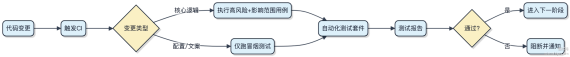 代码变更
触发CI
变更类型
核心逻辑
执行高风险+影响范围用例
配置/文案
仅跑冒烟测试
自动化测试套件
测试报告
通过?
是
进入下一阶段
否
阻断并通知